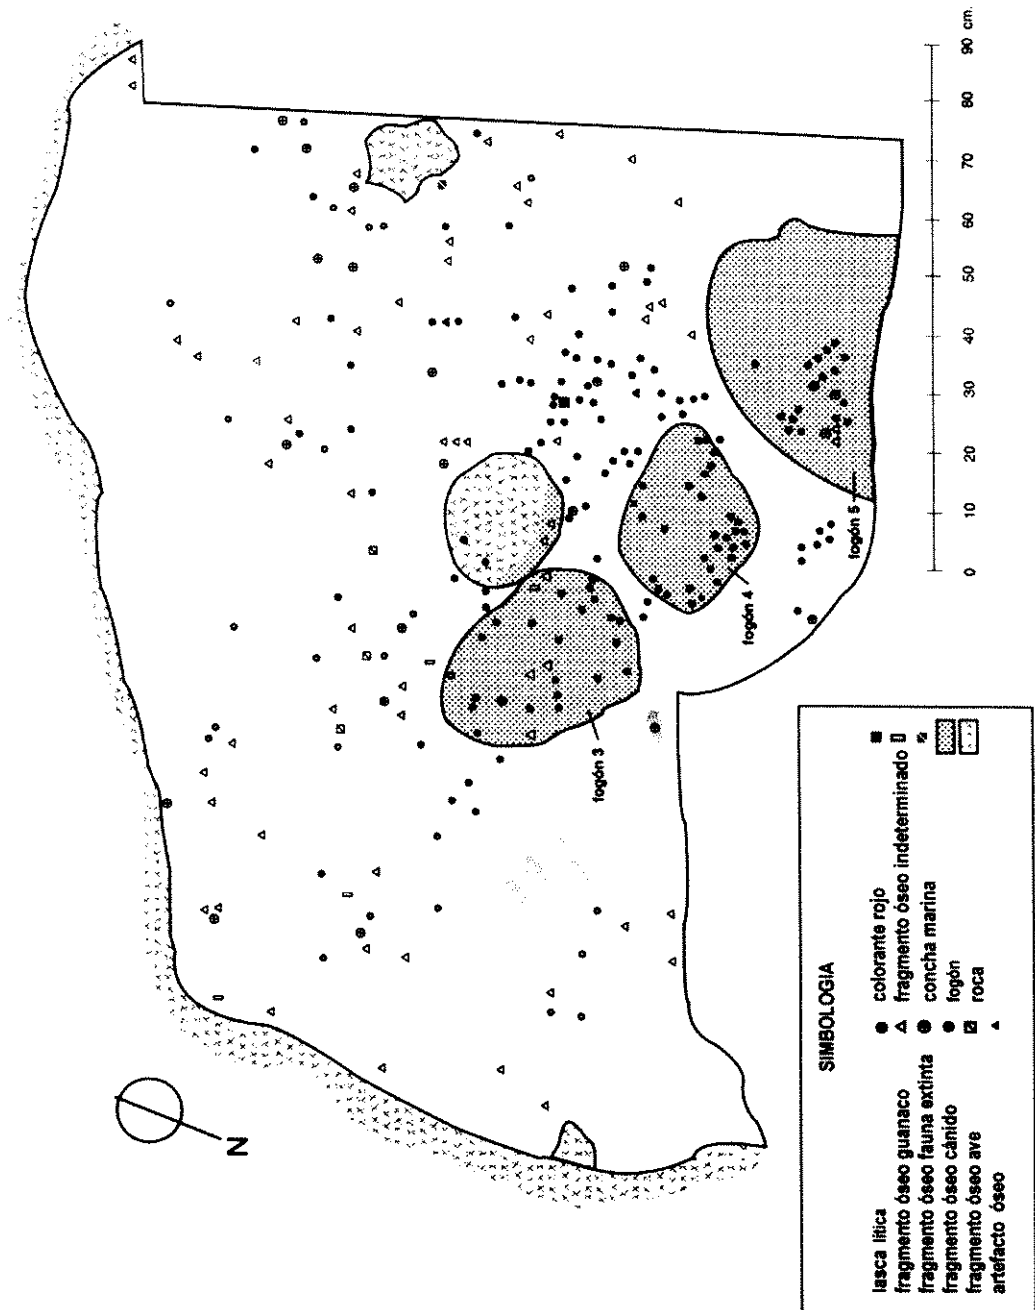 90 cm.
80
70
60
50
40
30
20
10
0
fogón 3
fogón 4
fogón 5
N
SIMBOLOGIA
lasca lítica
fragmento óseo guanaco
fragmento óseo fauna extinta
fragmento óseo cánido
fragmento óseo ave
artefacto óseo
colorante rojo
fragmento óseo indeterminado
concha marina
fogón
roca